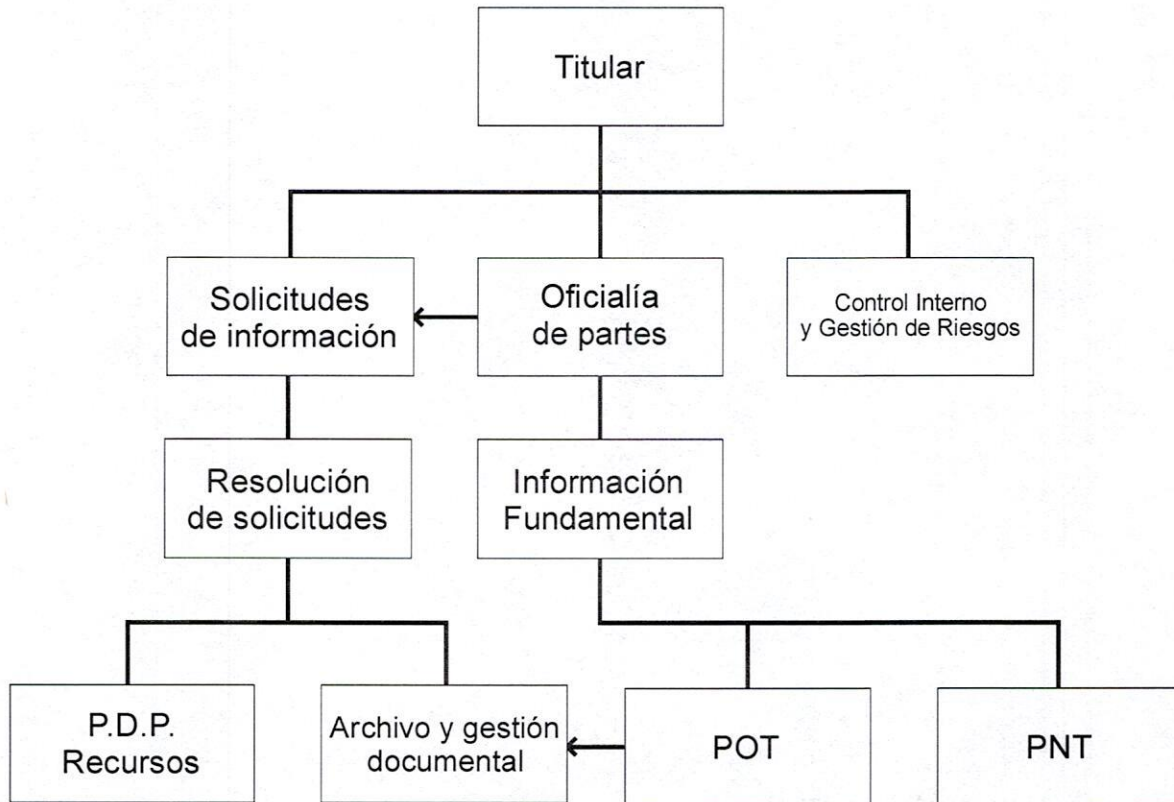 Titular
Solicitudes
de información
Oficialía
de partes
Control Interno
y Gestión de Riesgos
Resolución
de solicitudes
Información
Fundamental
P.D.P.
Recursos
Archivo y gestión
documental
POT
PNT